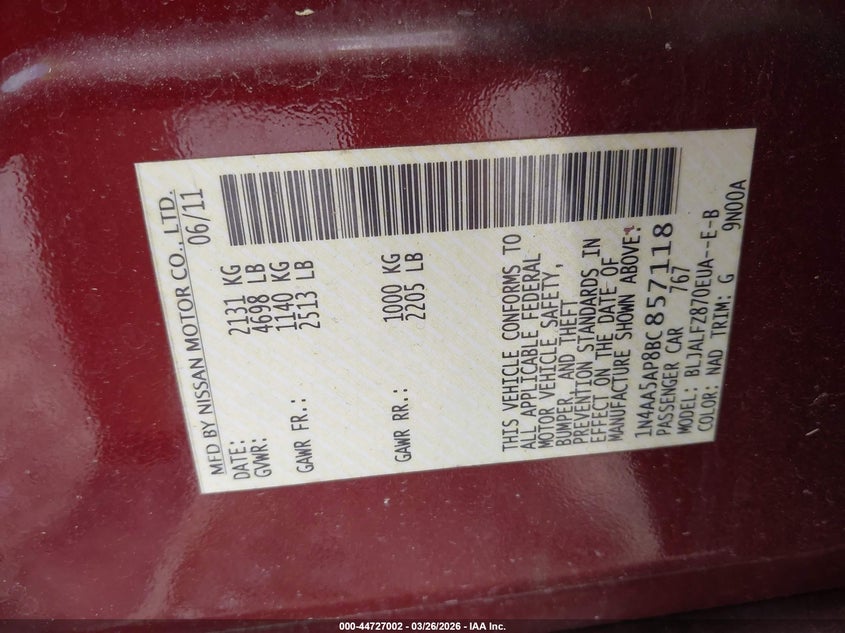 MFD BY NISSAN MOTOR CO., LTD.
DATE: 06/11
GVWR: 2131 KG
4698 LB
GAWR FR.: 1140 KG
2513 LB
GAWR RR.: 1000 KG
2205 LB
THIS VEHICLE CONFORMS TO
ALL APPLICABLE FEDERAL
MOTOR VEHICLE SAFETY,
BUMPER, AND THEFT
PREVENTION STANDARDS IN
EFFECT ON THE DATE OF
MANUFACTURE SHOWN ABOVE:
1N4AA5AP8BC857118
PASSENGER CAR 767
MODEL: BLJALFZ870EUA--E-B
COLOR: NAD TRIM: G 9N00A
000-44727002 - 03/26/2026 - IAA Inc.